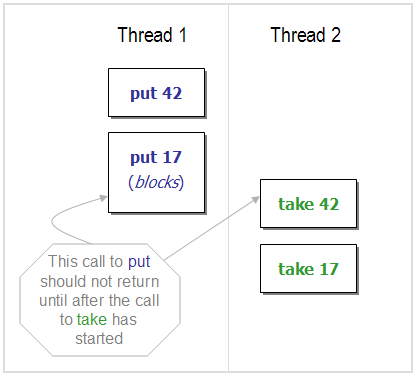 Thread 1
Thread 2
put 42
put 17
(blocks)
take 42
take 17
This call to put
should not return
until after the call
to take has
started